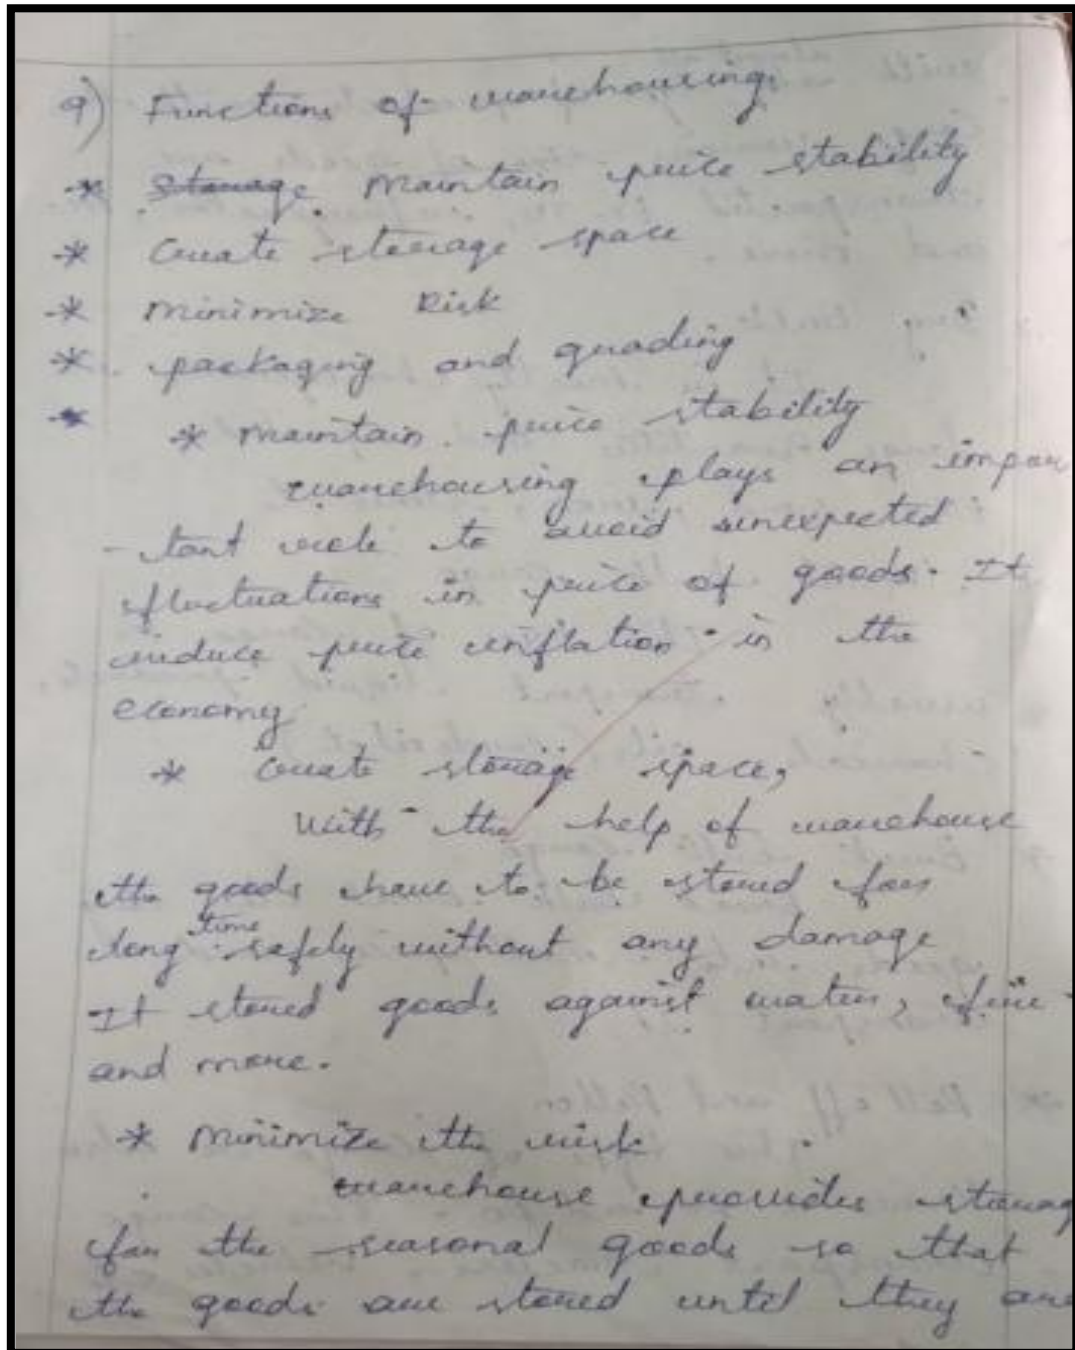 9) Functions of warehousing
* Storage. Maintain price stability
* Create storage space
* Minimize Risk
* packaging and grading
*
* Maintain price stability
warehousing plays an impor
- tant role to avoid unexpected
fluctuations in price of goods. It
reduce price inflation in the
economy
* Create storage space,
With the help of warehouse
the goods have to be stored for
long time safely without any damage
It stored goods against water, fire
and more.
* Minimize the risk
warehouse provides storag
for the seasonal goods so that
the goods are stored until they are